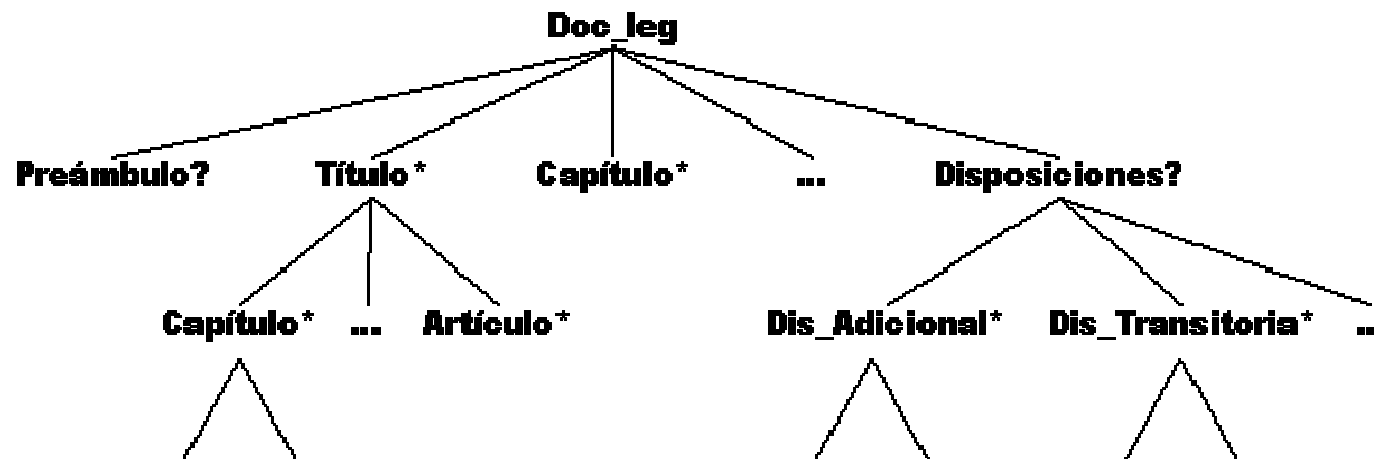 Doc_leg
Preámbulo? Título* Capítulo* ... Disposiciones?
Capítulo* ... Artículo* Dis_Adicional* Dis_Transitoria* ..